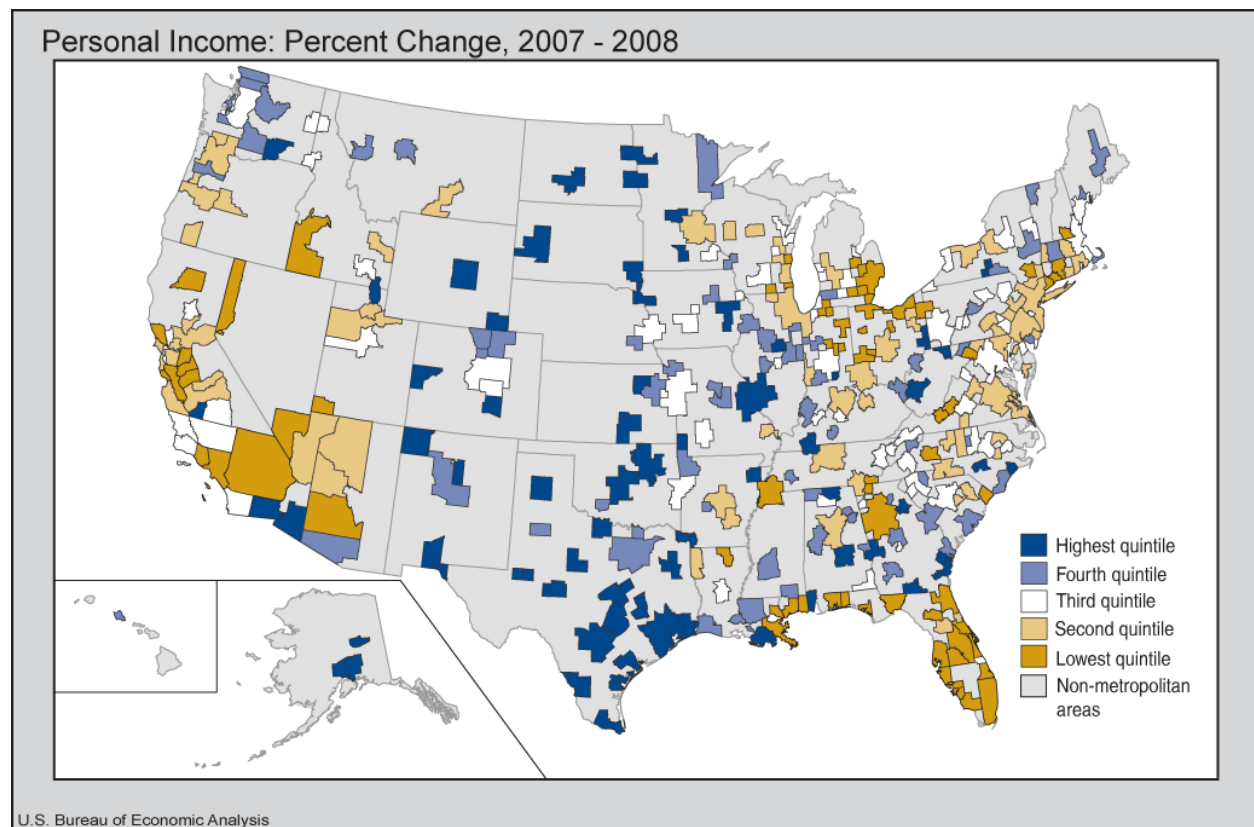 Personal Income: Percent Change, 2007 - 2008
Highest quintile
Fourth quintile
Third quintile
Second quintile
Lowest quintile
Non-metropolitan
areas
U.S. Bureau of Economic Analysis